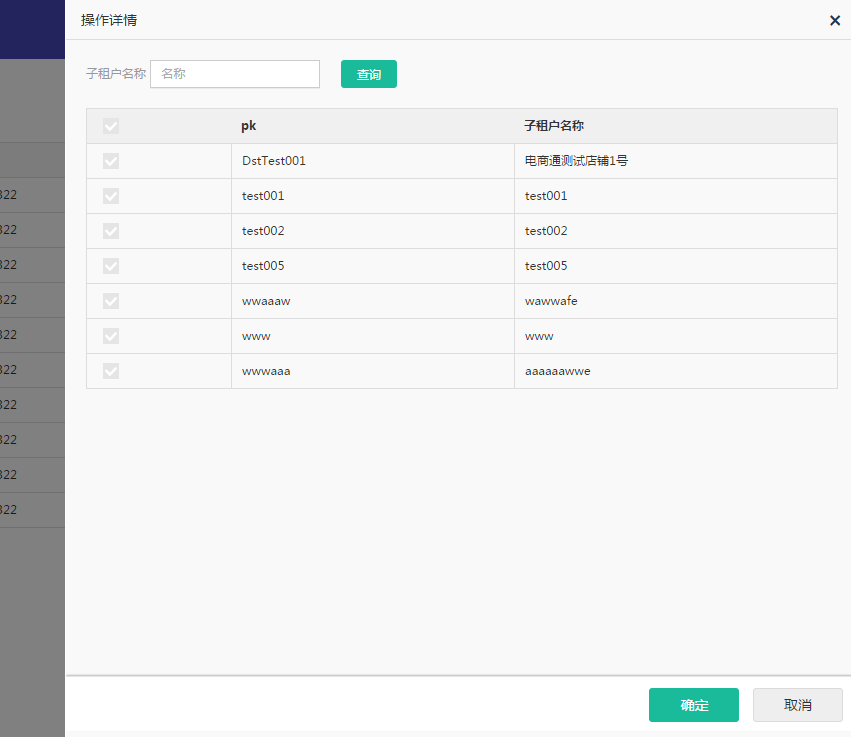 操作详情 ×
子租户名称 名称 查询
pk 子租户名称
DstTest001 电商通测试店铺1号
test001 test001
322
test002 test002
322
test005 test005
322
wwaaaw wawwafe
322
www www
322
wwwaaa aaaaaawwe
322
322
322
322
322
确定 取消